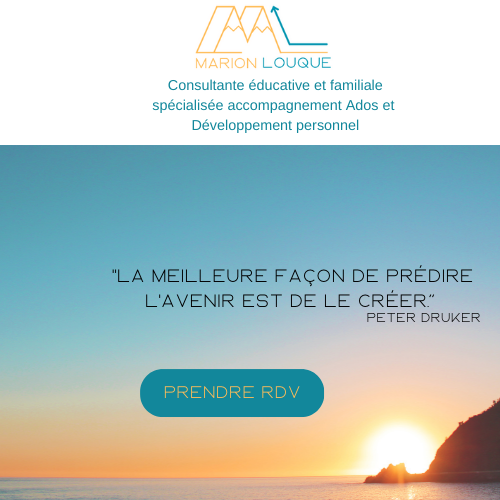 MARION LOUQUE
Consultante éducative et familiale
spécialisée accompagnement Ados et
Développement personnel
"LA MEILLEURE FAÇON DE PRÉDIRE
L'AVENIR EST DE LE CRÉER."
PETER DRUKER
PRENDRE RDV